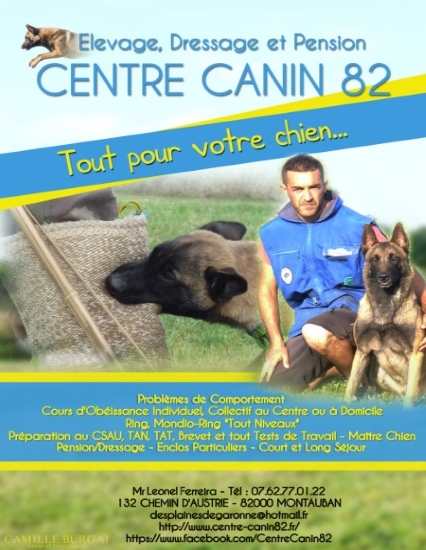 Elevage, Dressage et Pension
CENTRE CANIN 82
Tout pour votre chien...
Problèmes de Comportement
Cours d'Obéissance Individuel, Collectif au Centre ou à Domicile
Ring, Mondio-Ring "Tout Niveaux"
Préparation au CSAU, TAN, TAT, Brevet et tout Tests de Travail - Maître Chien
Pension/Dressage - Enclos Particuliers - Court et Long Séjour
Mr Leonel Ferreira - Tél : 07.62.77.01.22
132 CHEMIN D'AUSTRIE - 82000 MONTAUBAN
desplainesdegaronne@hotmail.fr
http://www.centre-canin82.fr/
https://www.facebook.com/CentreCanin82
CAMILLE BURGAT